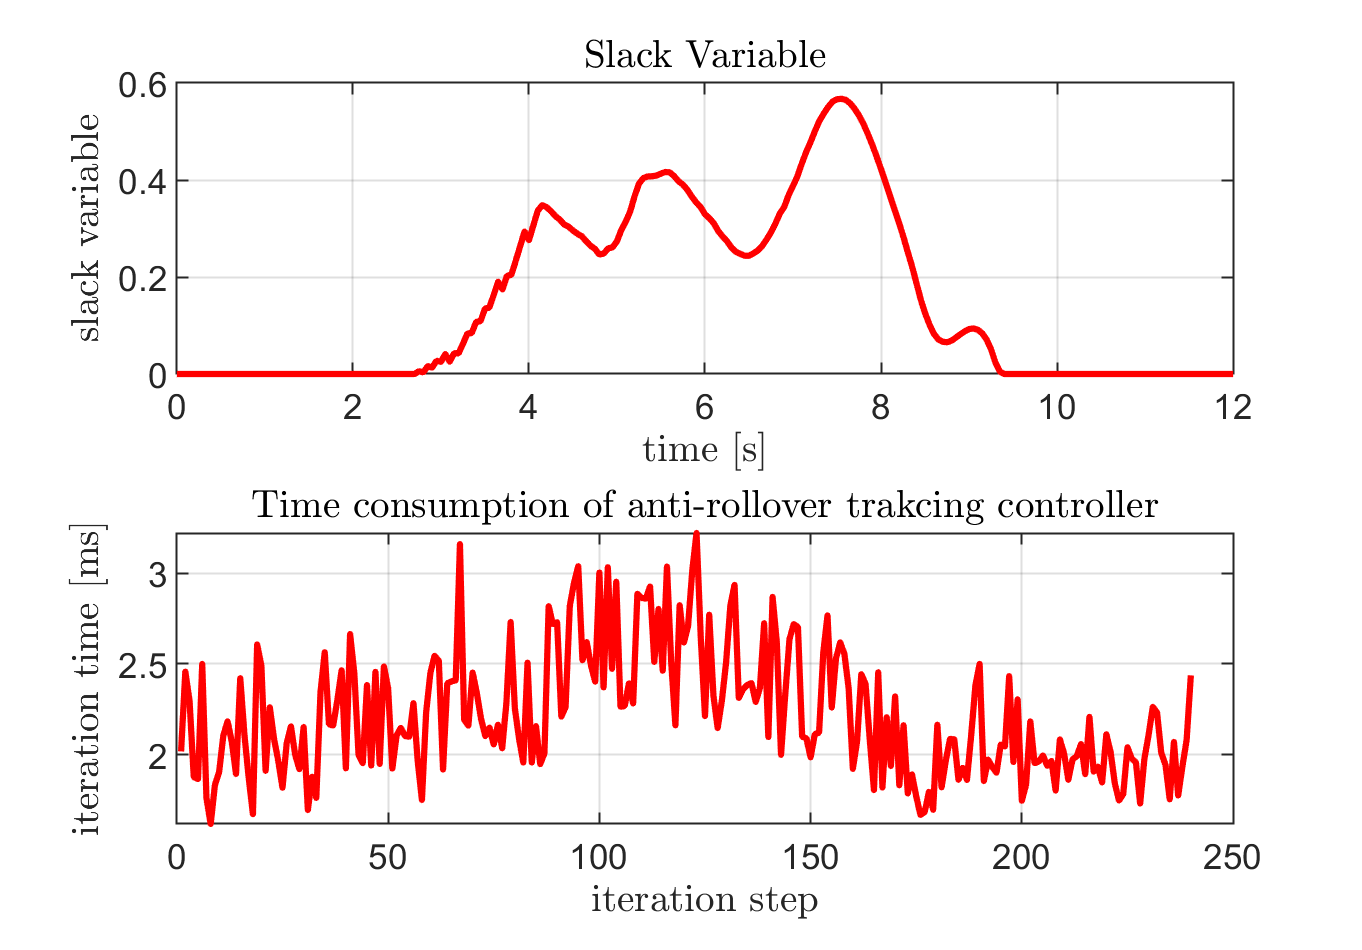 Slack Variable
0.6
0.4
0.2
0
slack variable
0 2 4 6 8 10 12
time [s]
Time consumption of anti-rollover trakcing controller
3
2.5
2
iteration time [ms]
0 50 100 150 200 250
iteration step